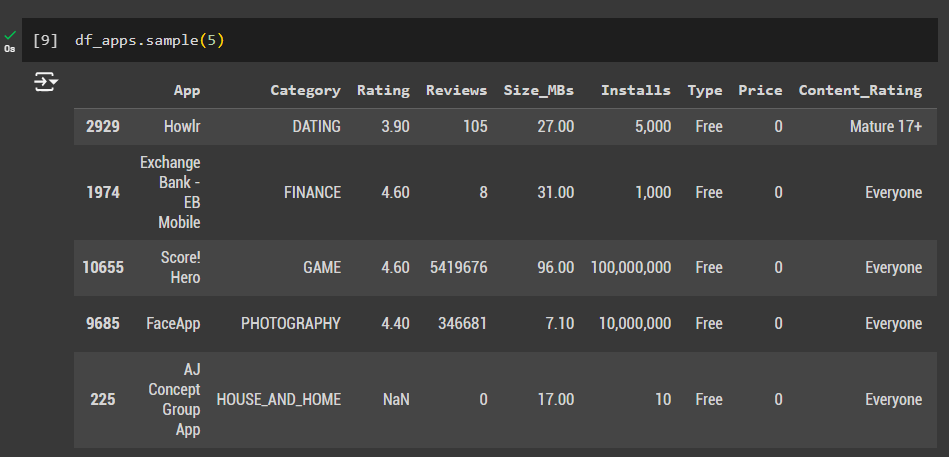 [9] df_apps.sample(5)
0s
App Category Rating Reviews Size_MBs Installs Type Price Content_Rating
2929 Howlr DATING 3.90 105 27.00 5,000 Free 0 Mature 17+
Exchange
Bank -
1974 FINANCE 4.60 8 31.00 1,000 Free 0 Everyone
EB
Mobile
Score!
10655 GAME 4.60 5419676 96.00 100,000,000 Free 0 Everyone
Hero
9685 FaceApp PHOTOGRAPHY 4.40 346681 7.10 10,000,000 Free 0 Everyone
AJ
Concept
225 HOUSE_AND_HOME NaN 0 17.00 10 Free 0 Everyone
Group
App